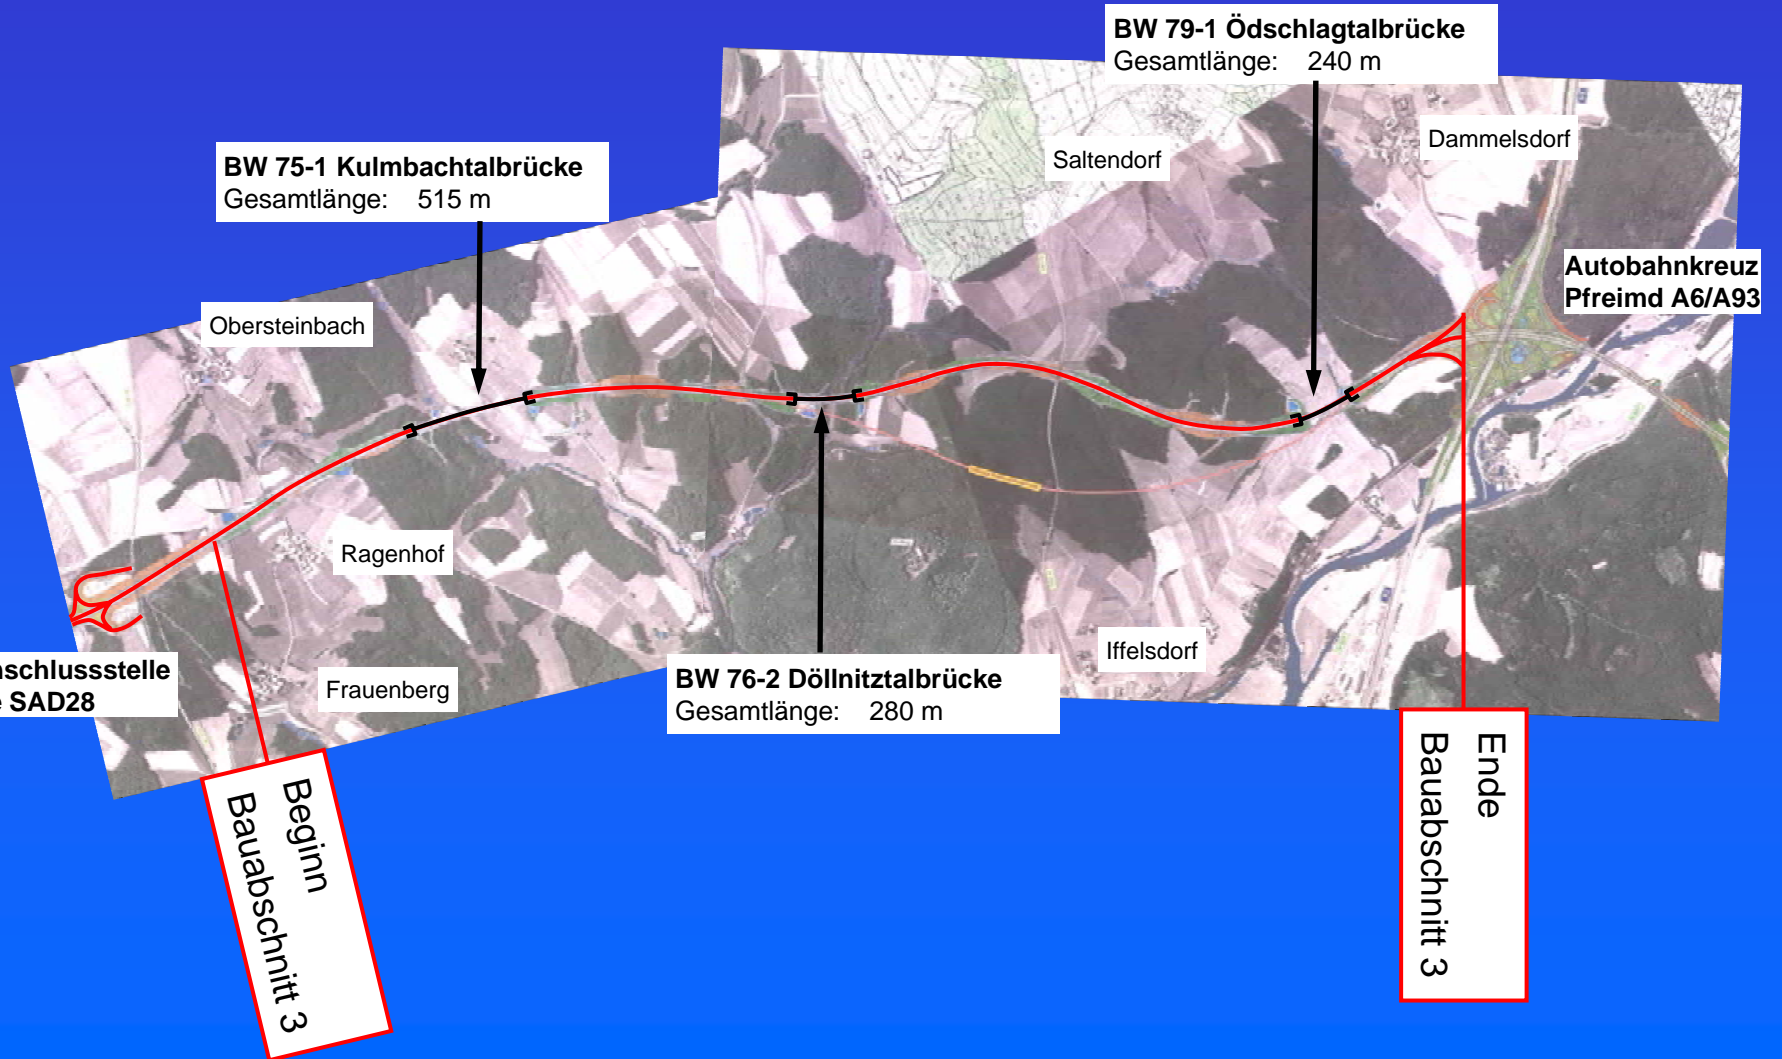 BW 79-1 Ödschlagtalbrücke
Gesamtlänge: 240 m
BW 75-1 Kulmbachtalbrücke
Gesamtlänge: 515 m
Saltendorf
Dammelsdorf
Autobahnkreuz
Pfreimd A6/A93
Obersteinbach
Ragenhof
Iffelsdorf
nschlussstelle
SAD28
Frauenberg
BW 76-2 Döllnitztalbrücke
Gesamtlänge: 280 m
Beginn
Bauabschnitt 3
Ende
Bauabschnitt 3